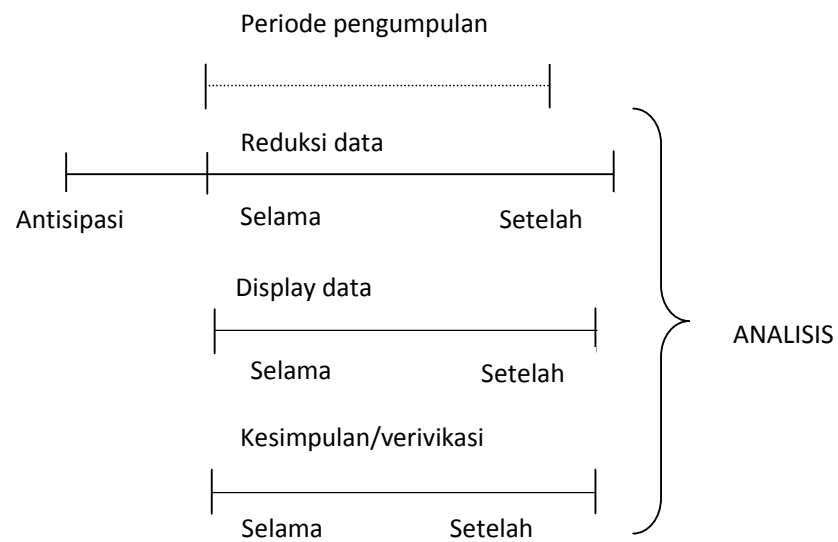 Periode pengumpulan
Reduksi data
Antisipasi Selama Setelah
Display data
ANALISIS
Selama Setelah
Kesimpulan/verivikasi
Selama Setelah